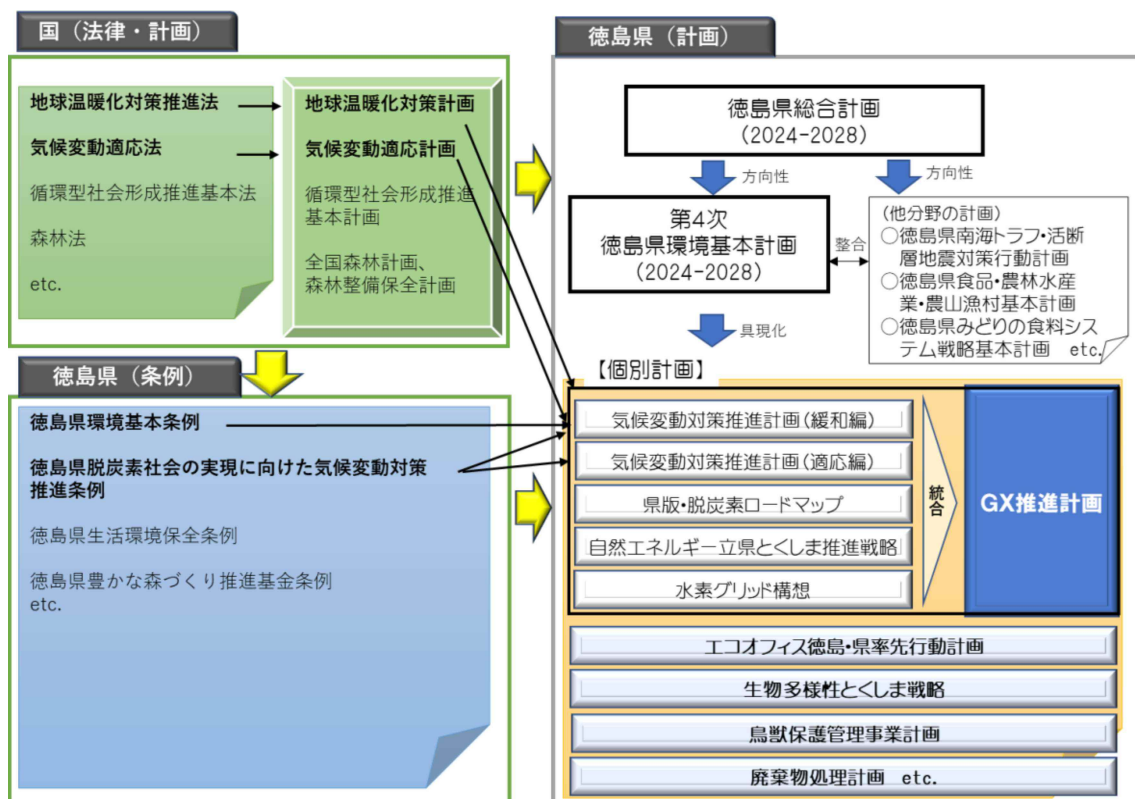 国（法律・計画）
地球温暖化対策推進法
気候変動適応法
循環型社会形成推進基本法
森林法
etc.
地球温暖化対策計画
気候変動適応計画
循環型社会形成推進
基本計画
全国森林計画、
森林整備保全計画
徳島県（条例）
徳島県環境基本条例
徳島県脱炭素社会の実現に向けた気候変動対策
推進条例
徳島県生活環境保全条例
徳島県豊かな森づくり推進基金条例
etc.
徳島県（計画）
徳島県総合計画
(2024-2028)
方向性
方向性
第4次
徳島県環境基本計画
(2024-2028)
整合
(他分野の計画)
○徳島県南海トラフ・活断
層地震対策行動計画
○徳島県食品・農林水産
業・農山漁村基本計画
○徳島県みどりの食料シス
テム戦略基本計画 etc.
具現化
【個別計画】
気候変動対策推進計画(緩和編)
気候変動対策推進計画(適応編)
県版・脱炭素ロードマップ
自然エネルギー立県とくしま推進戦略
水素グリッド構想
統合
GX推進計画
エコオフィス徳島・県率先行動計画
生物多様性とくしま戦略
鳥獣保護管理事業計画
廃棄物処理計画 etc.